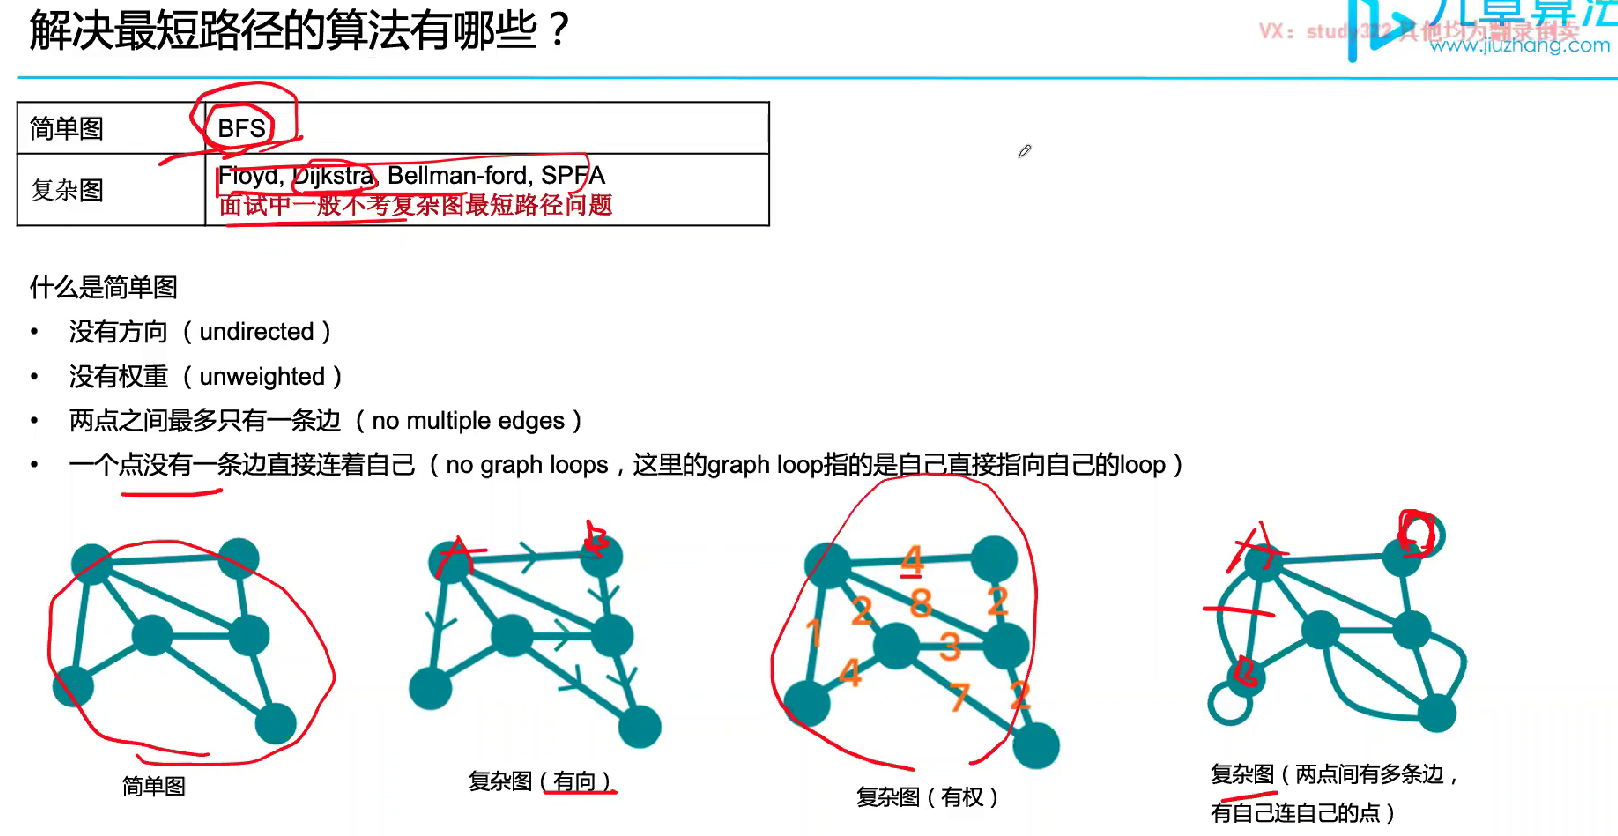 解决最短路径的算法有哪些？
九章算法
VX：study322 其他均为翻录倒卖
www.jiuzhang.com
简单图 BFS
复杂图 Floyd, Dijkstra, Bellman-ford, SPFA
面试中一般不考复杂图最短路径问题
什么是简单图
• 没有方向（undirected）
• 没有权重（unweighted）
• 两点之间最多只有一条边（no multiple edges）
• 一个点没有一条边直接连着自己（no graph loops，这里的graph loop指的是自己直接指向自己的loop）
A B
4
2 8 2
1 3
4 7 2
A
B
简单图
复杂图（有向）
复杂图（有权）
复杂图（两点间有多条边，
有自己连自己的点）